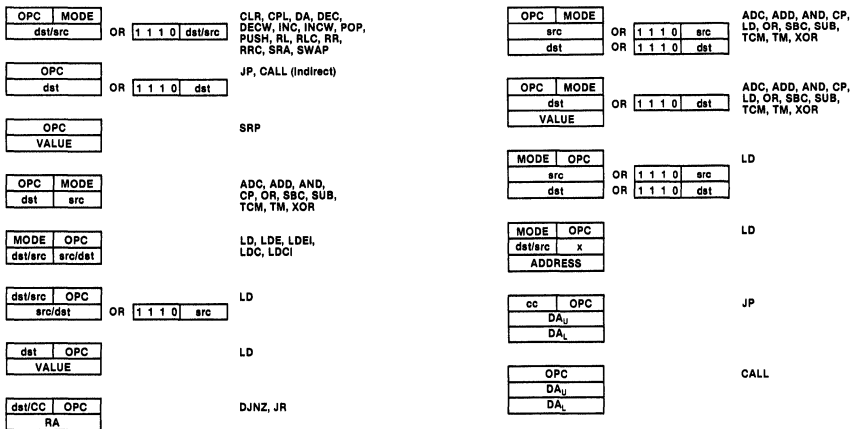 OPC MODE
dst/src OR 1 1 1 0 dst/src
CLR, CPL, DA, DEC,
DECW, INC, INCW, POP,
PUSH, RL, RLC, RR,
RRC, SRA, SWAP
OPC
dst OR 1 1 1 0 dst
JP, CALL (Indirect)
OPC
VALUE
SRP
OPC MODE
dst src
ADC, ADD, AND,
CP, OR, SBC, SUB,
TCM, TM, XOR
MODE OPC
dst/src src/dst
LD, LDE, LDEI,
LDC, LDCI
dst/src OPC
src/dst OR 1 1 1 0 src
LD
dst OPC
VALUE
LD
dst/CC OPC
RA
DJNZ, JR
OPC MODE
src OR 1 1 1 0 src
dst OR 1 1 1 0 dst
ADC, ADD, AND, CP,
LD, OR, SBC, SUB,
TCM, TM, XOR
OPC MODE
dst OR 1 1 1 0 dst
VALUE
ADC, ADD, AND, CP,
LD, OR, SBC, SUB,
TCM, TM, XOR
MODE OPC
src OR 1 1 1 0 src
dst OR 1 1 1 0 dst
LD
MODE OPC
dst/src x
ADDRESS
LD
cc OPC
DAU
DAL
JP
OPC
DAU
DAL
CALL